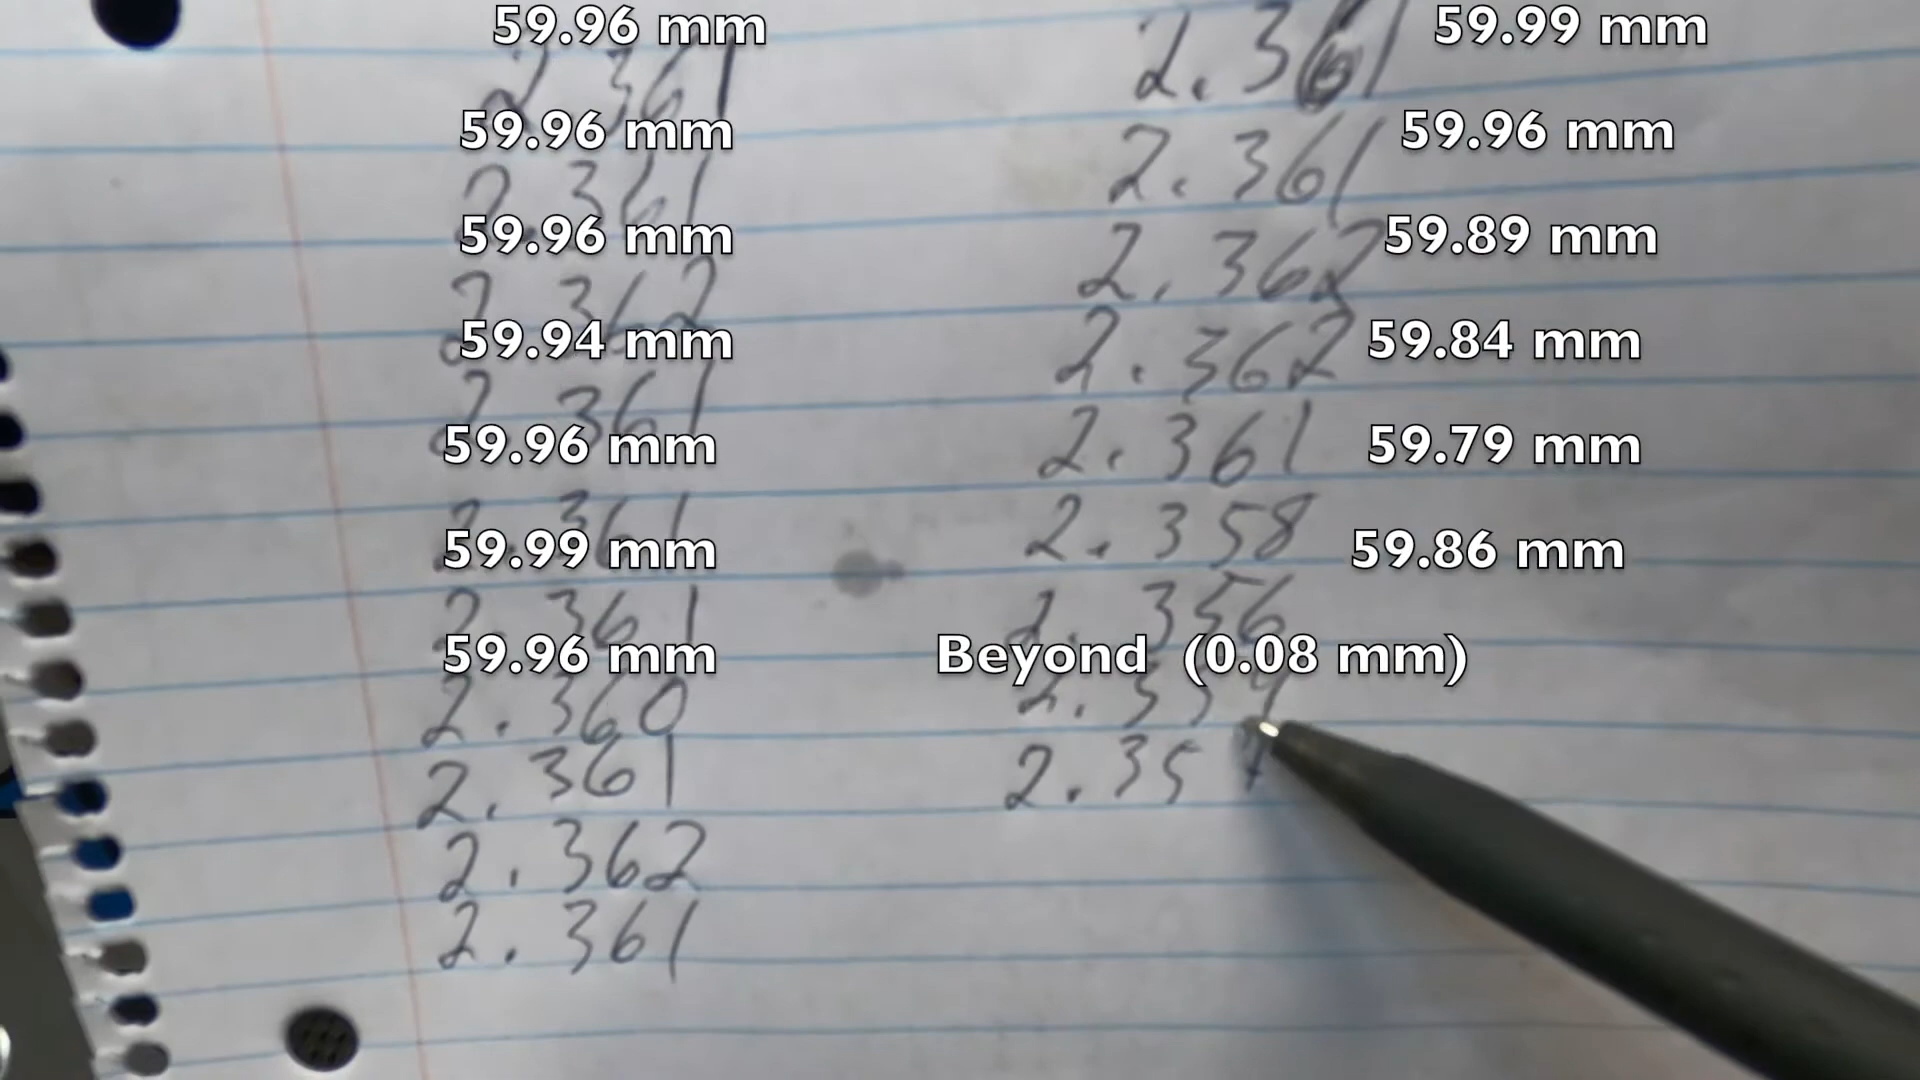 59.96 mm
2.361
59.96 mm
2.361
59.96 mm
2.362
59.94 mm
2.361
59.96 mm
2.361
59.99 mm
2.361
59.96 mm
2.360
2.361
2.362
2.361
59.99 mm
2.361
59.96 mm
2.361
59.89 mm
2.362
59.84 mm
2.362
59.79 mm
2.361
59.86 mm
2.358
2.356
Beyond (0.08 mm)
2.354